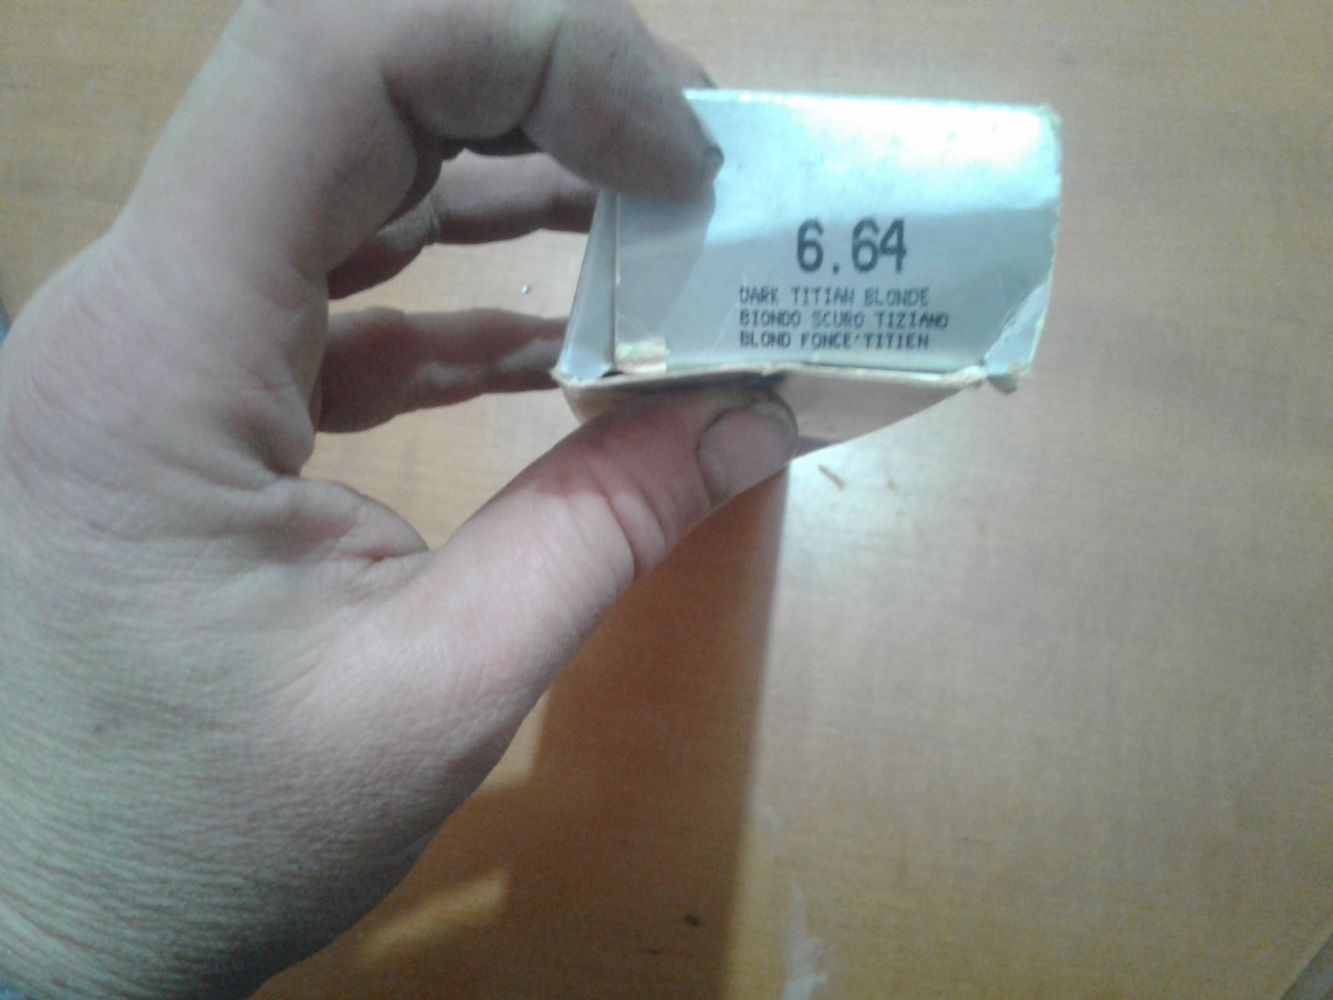 6.64
DARK TITIAN BLONDE
BIONDO SCURO TIZIANO
BLOND FONCE'TITIEN